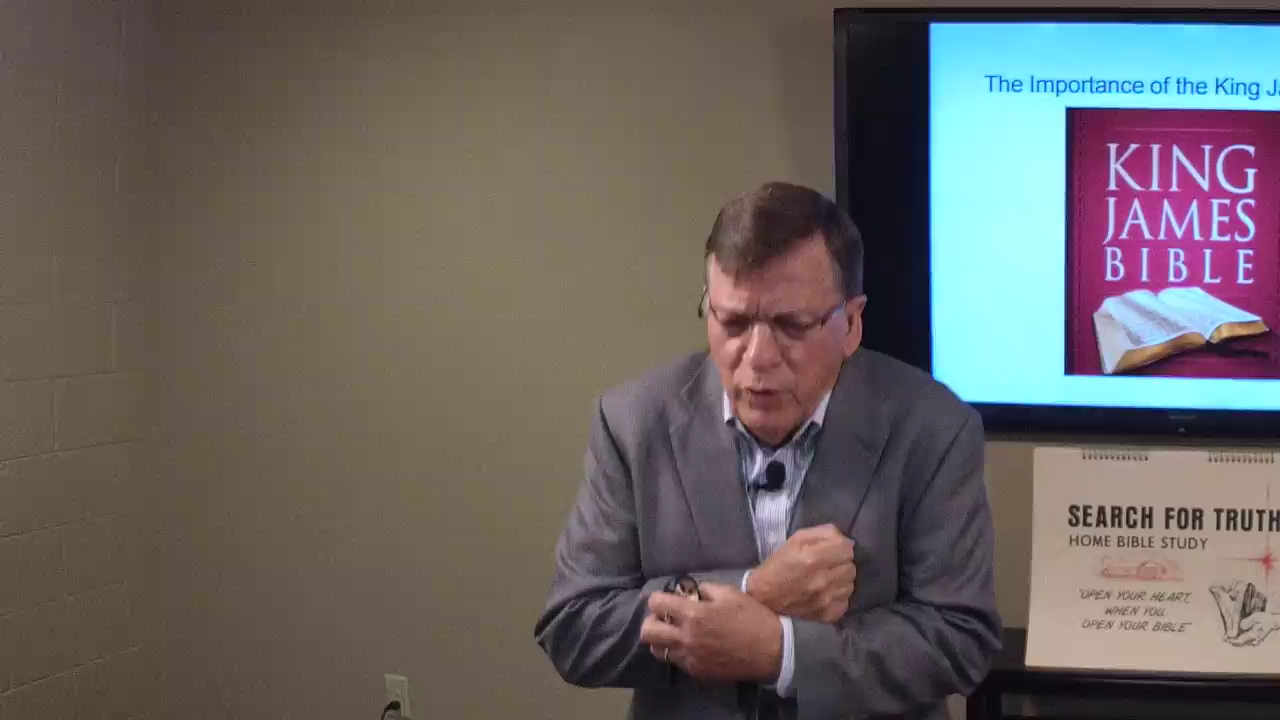 The Importance of the King Ja
KING
JAMES
BIBLE
SEARCH FOR TRUTH
HOME BIBLE STUDY
"OPEN YOUR HEART,
WHEN YOU
OPEN YOUR BIBLE"